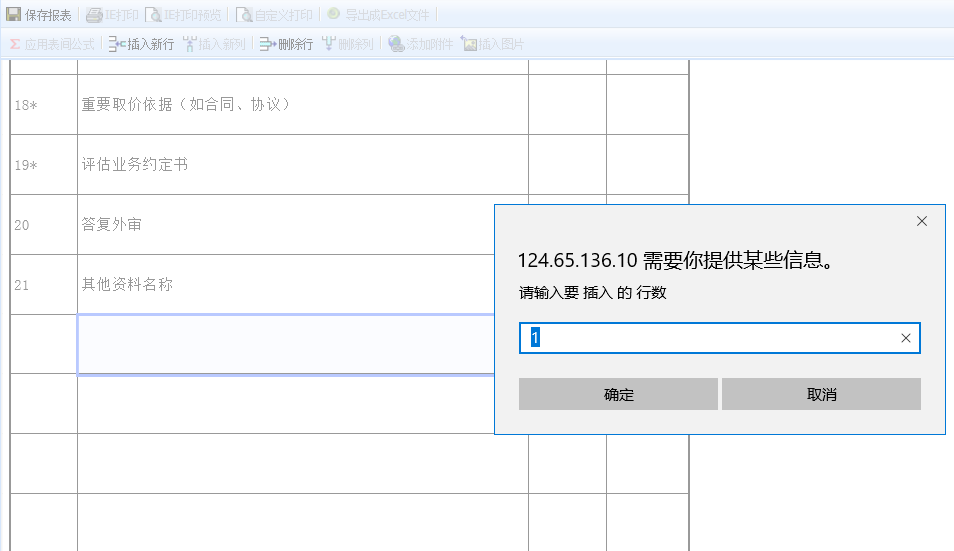 保存报表 IE打印 IE打印预览 自定义打印 导出成Excel文件
Σ 应用表间公式 插入新行 插入新列 删除行 删除列 添加附件 插入图片
18* 重要取价依据（如合同、协议）
19* 评估业务约定书
20 答复外审
21 其他资料名称
124.65.136.10 需要你提供某些信息。
请输入要 插入 的 行数
1
确定 取消